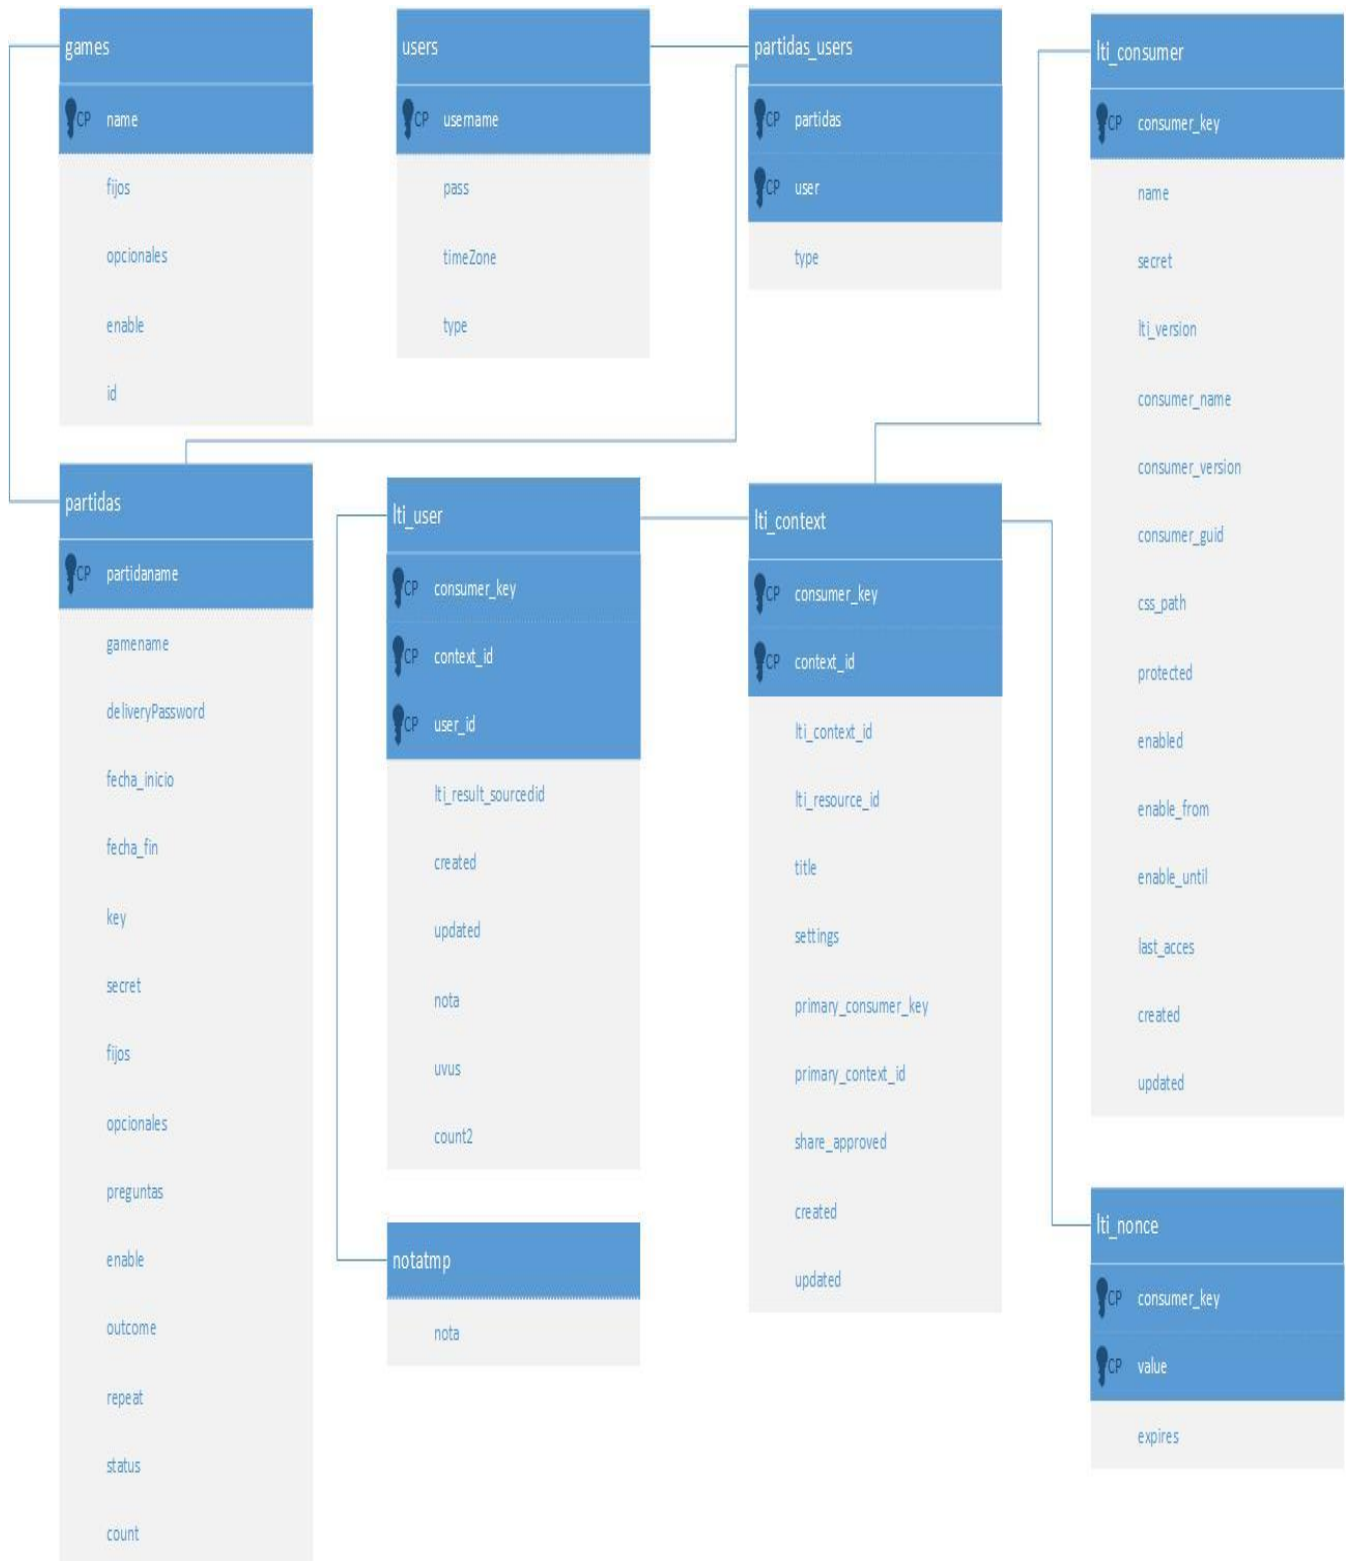 games
CP name
fijos
opcionales
enable
id
users
CP username
pass
timeZone
type
partidas_users
CP partidas
CP user
type
lti_consumer
CP consumer_key
name
secret
lti_version
consumer_name
consumer_version
consumer_guid
css_path
protected
enabled
enable_from
enable_until
last_acces
created
updated
partidas
CP partidaname
gamename
deliveryPassword
fecha_inicio
fecha_fin
key
secret
fijos
opcionales
preguntas
enable
outcome
repeat
status
count
lti_user
CP consumer_key
CP context_id
CP user_id
lti_result_sourcedid
created
updated
nota
uvus
count2
notatmp
nota
lti_context
CP consumer_key
CP context_id
lti_context_id
lti_resource_id
title
settings
primary_consumer_key
primary_context_id
share_approved
created
updated
lti_nonce
CP consumer_key
CP value
expires